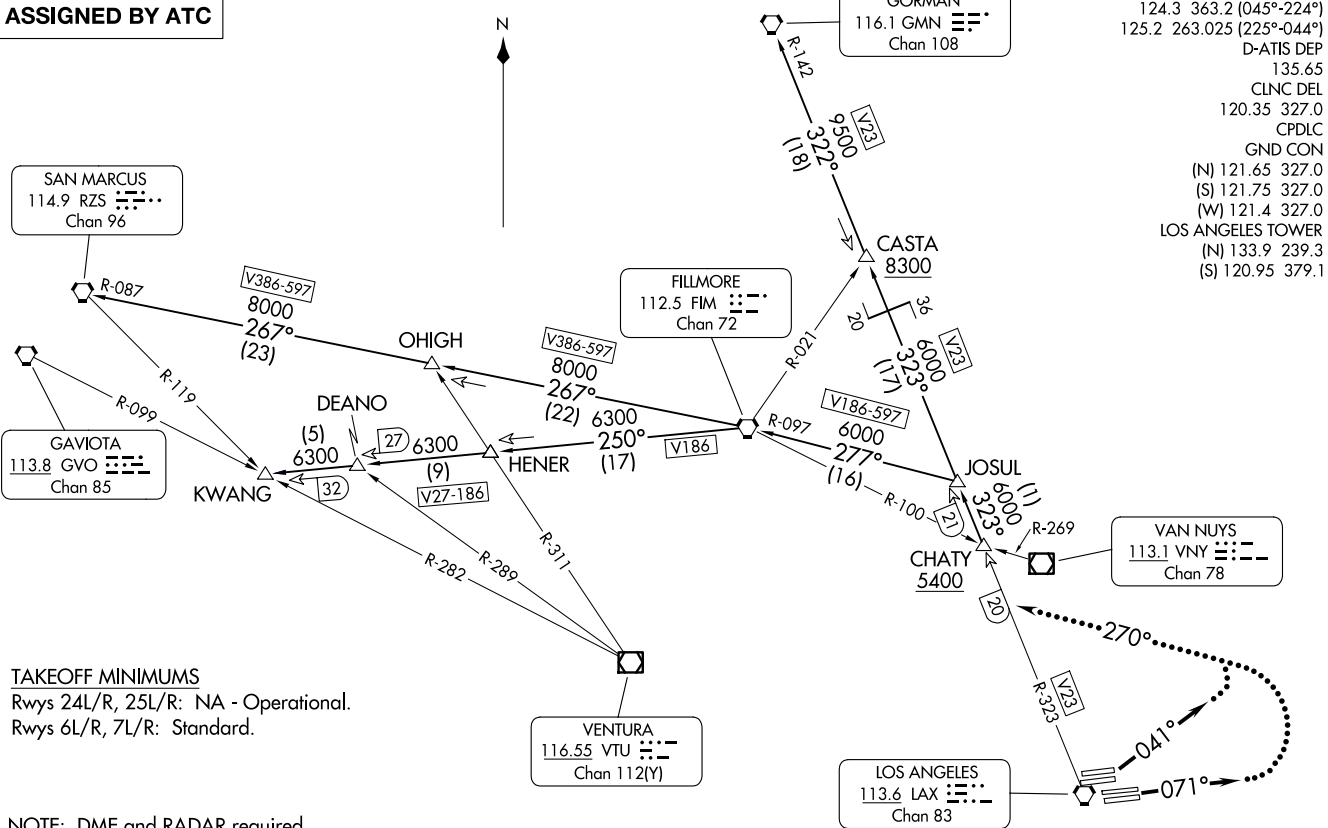 ASSIGNED BY ATC
N
GORMAN
116.1 GMN
Chan 108
124.3 363.2 (045°-224°)
125.2 263.025 (225°-044°)
D-ATIS DEP
135.65
CLNC DEL
120.35 327.0
CPDLC
GND CON
(N) 121.65 327.0
(S) 121.75 327.0
(W) 121.4 327.0
LOS ANGELES TOWER
(N) 133.9 239.3
(S) 120.95 379.1
R-142
V23
9500
322°
(18)
CASTA
8300
20
36
V23
6000
323°
(17)
SAN MARCUS
114.9 RZS
Chan 96
R-087
V386-597
8000
267°
(23)
OHIGH
FILLMORE
112.5 FIM
Chan 72
V386-597
8000
267°
(22)
R-021
R-119
R-099
GAVIOTA
113.8 GVO
Chan 85
DEANO
(5)
6300
27
6300
(9)
V27-186
KWANG
32
HENER
6300
250°
(17)
V186
R-097
V186-597
6000
277°
(16)
R-100
JOSUL
(1)
6000
323°
21
R-269
VAN NUYS
113.1 VNY
Chan 78
CHATY
5400
20
R-282
R-289
R-311
270°
V23
R-323
041°
071°
TAKEOFF MINIMUMS
Rwys 24L/R, 25L/R: NA - Operational.
Rwys 6L/R, 7L/R: Standard.
VENTURA
116.55 VTU
Chan 112(Y)
LOS ANGELES
113.6 LAX
Chan 83
NOTE: DME and RADAR required